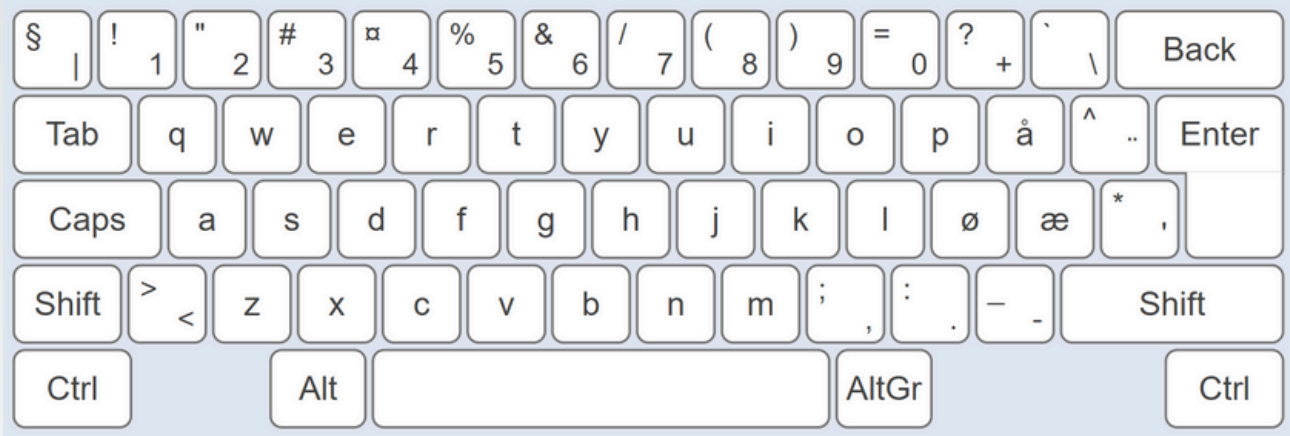 § | ! 1 " 2 # 3 ¤ 4 % 5 & 6 / 7 ( 8 ) 9 = 0 ? + ` \ Back
Tab q w e r t y u i o p å ^ ¨ Enter
Caps a s d f g h j k l ø æ * '
Shift > < z x c v b n m ; , : . _ - Shift
Ctrl Alt AltGr Ctrl